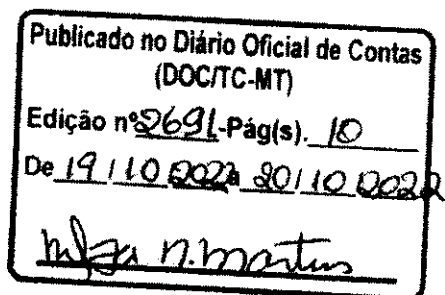 Publicado no Diário Oficial de Contas
(DOC/TC-MT)
Edição nº 2691-Pág(s). 10
De 19/10/2022 a 20/10/2022
n. martins